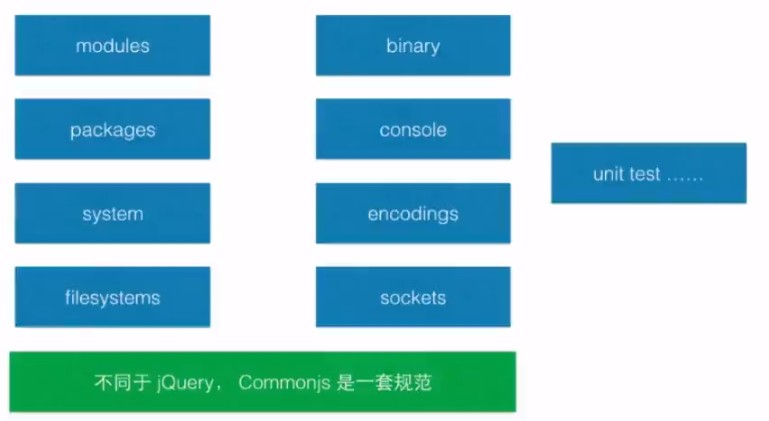 modules
packages
system
filesystems
binary
console
encodings
sockets
unit test ……
不同于 jQuery， Commonjs 是一套规范